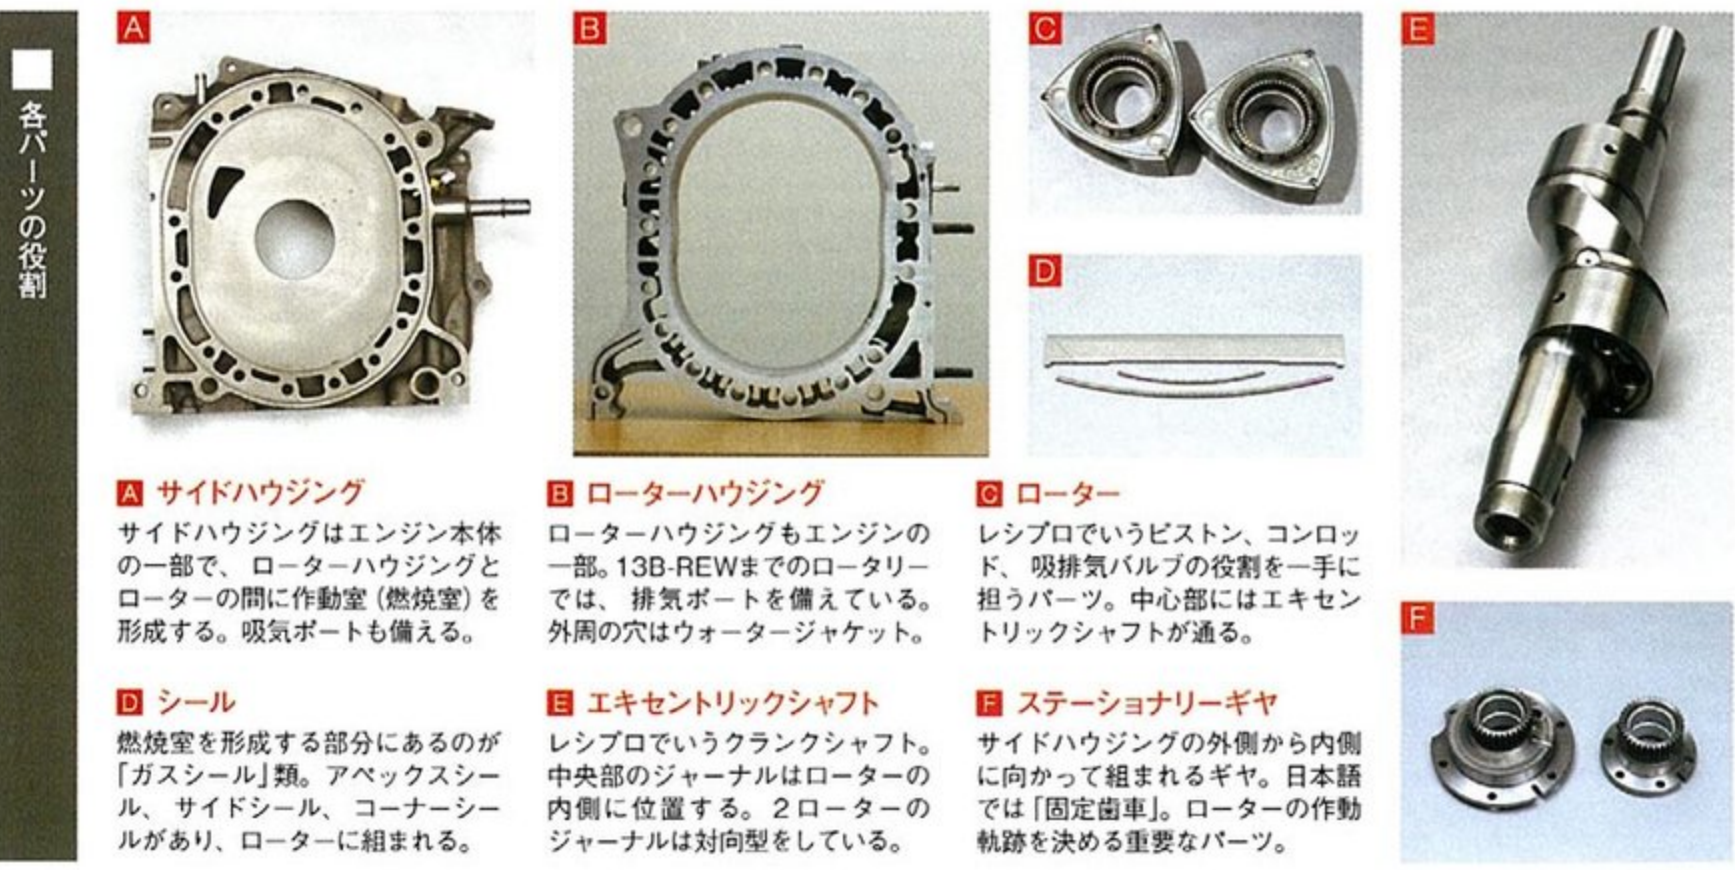 ■各パーツの役割
A
B
C
D
E
F
A サイドハウジング
サイドハウジングはエンジン本体
の一部で、ローターハウジングと
ローターの間に作動室（燃焼室）を
形成する。吸気ポートも備える。
B ローターハウジング
ローターハウジングもエンジンの
一部。13B-REWまでのロータリー
では、排気ポートを備えている。
外周の穴はウォータージャケット。
C ローター
レシプロでいうピストン、コンロッ
ド、吸排気バルブの役割を一手に
担うパーツ。中心部にはエキセン
トリックシャフトが通る。
D シール
燃焼室を形成する部分にあるのが
「ガスシール」類。アペックスシー
ル、サイドシール、コーナーシー
ルがあり、ローターに組まれる。
E エキセントリックシャフト
レシプロでいうクランクシャフト。
中央部のジャーナルはローターの
内側に位置する。2ローターの
ジャーナルは対向型をしている。
F ステーショナリーギヤ
サイドハウジングの外側から内側
に向かって組まれるギヤ。日本語
では「固定歯車」。ローターの作動
軌跡を決める重要なパーツ。